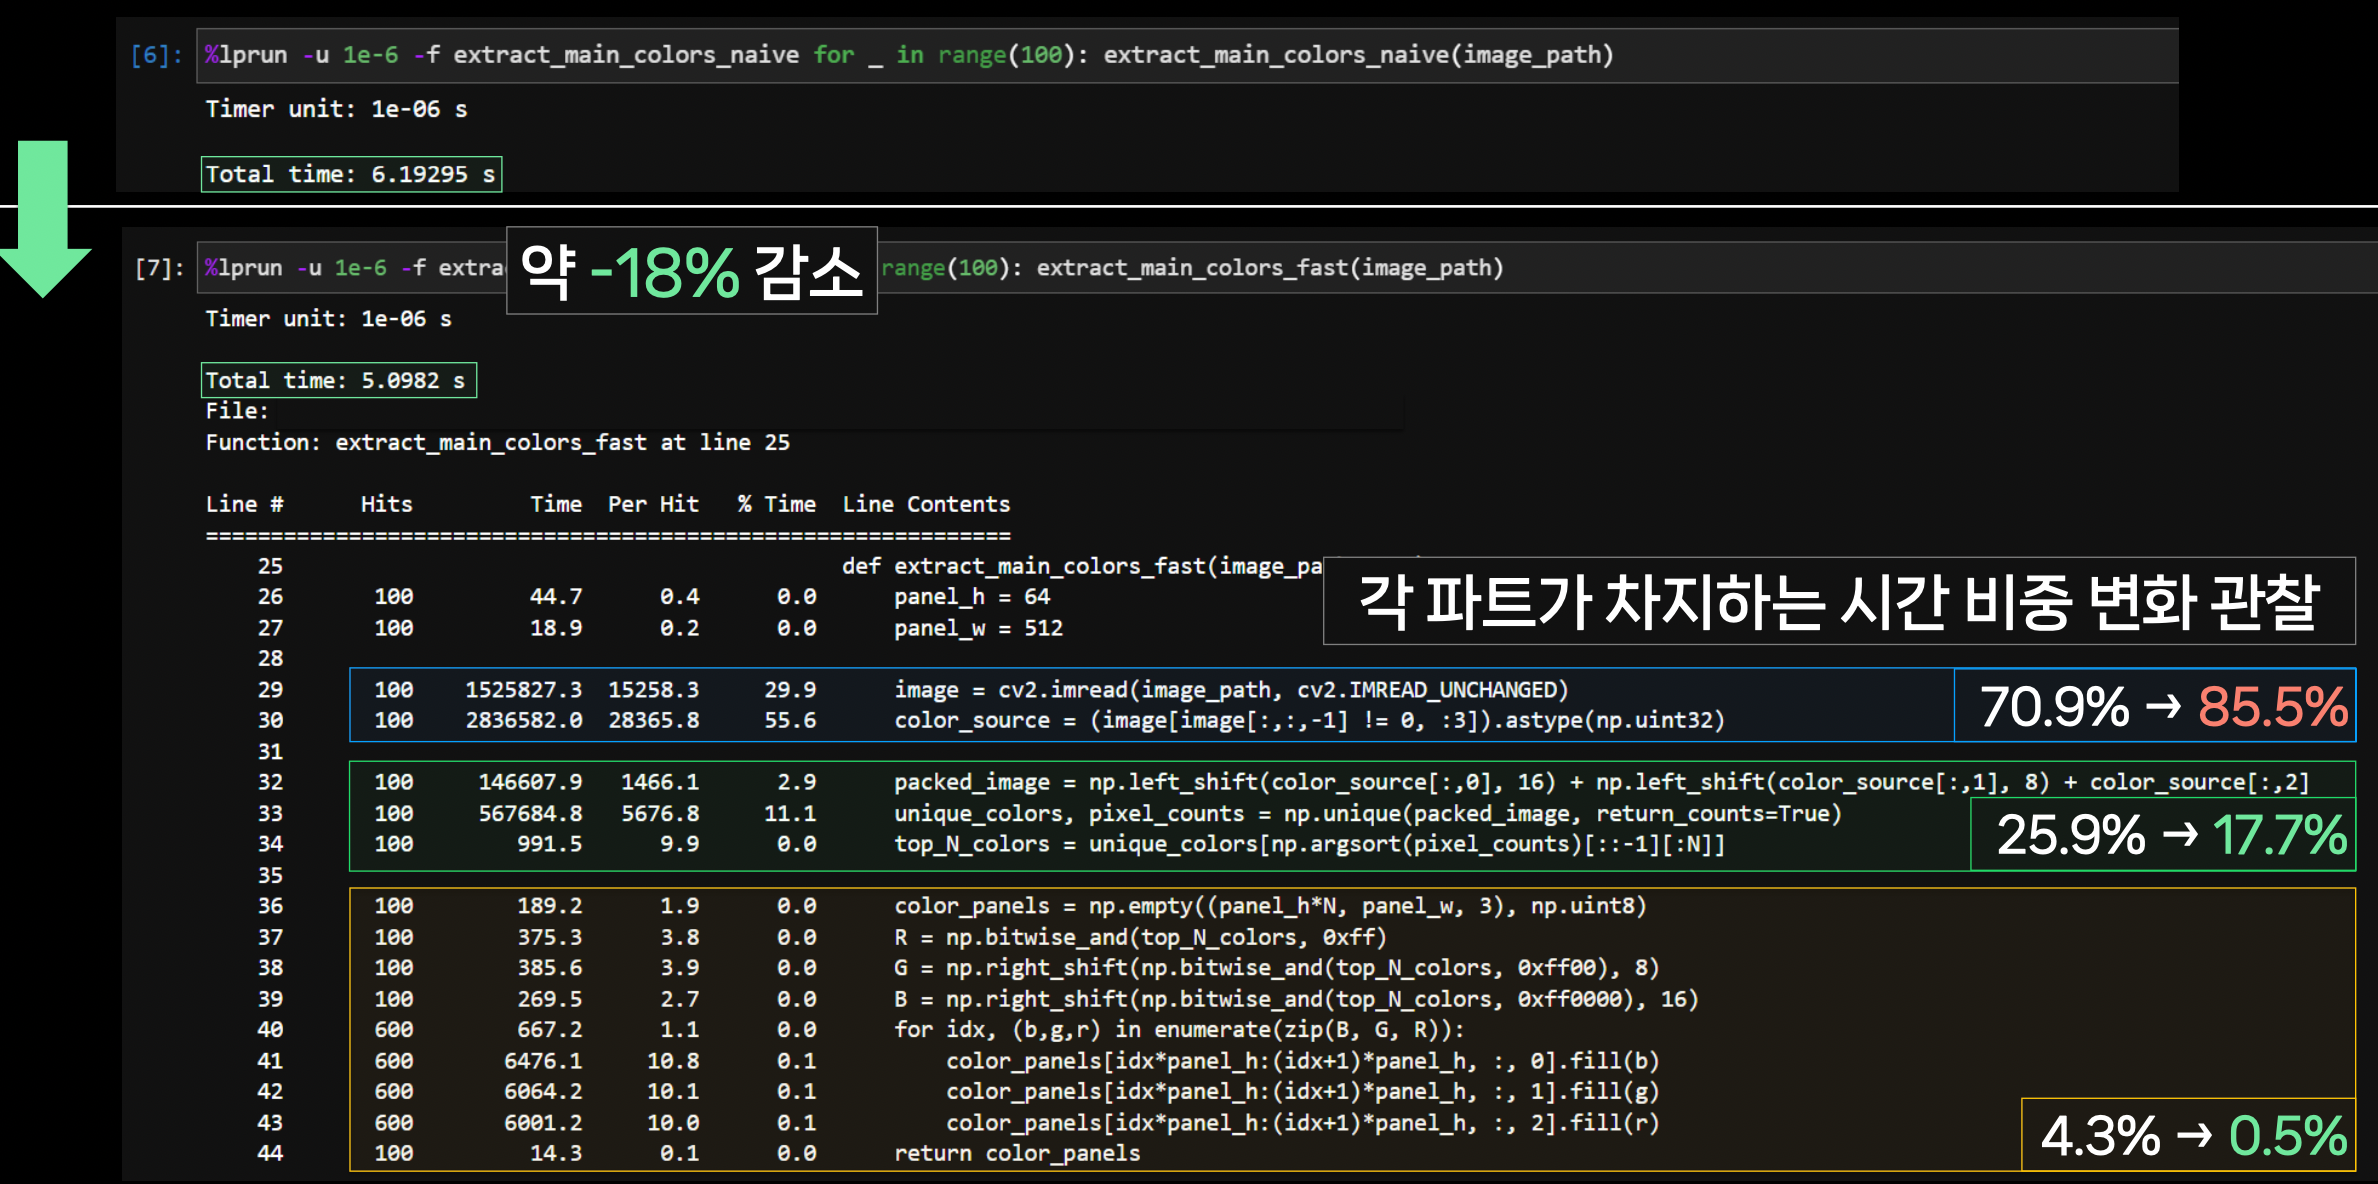 [6]: %lprun -u 1e-6 -f extract_main_colors_naive for _ in range(100): extract_main_colors_naive(image_path)
Timer unit: 1e-06 s
Total time: 6.19295 s
[7]: %lprun -u 1e-6 -f extra range(100): extract_main_colors_fast(image_path)
약 -18% 감소
Timer unit: 1e-06 s
Total time: 5.0982 s
File:
Function: extract_main_colors_fast at line 25
Line # Hits Time Per Hit % Time Line Contents
==============================================================
25 def extract_main_colors_fast(image_pa
각 파트가 차지하는 시간 비중 변화 관찰
26 100 44.7 0.4 0.0 panel_h = 64
27 100 18.9 0.2 0.0 panel_w = 512
28
29 100 1525827.3 15258.3 29.9 image = cv2.imread(image_path, cv2.IMREAD_UNCHANGED)
30 100 2836582.0 28365.8 55.6 color_source = (image[image[:,:,-1] != 0, :3]).astype(np.uint32)
70.9% → 85.5%
31
32 100 146607.9 1466.1 2.9 packed_image = np.left_shift(color_source[:,0], 16) + np.left_shift(color_source[:,1], 8) + color_source[:,2]
33 100 567684.8 5676.8 11.1 unique_colors, pixel_counts = np.unique(packed_image, return_counts=True)
34 100 991.5 9.9 0.0 top_N_colors = unique_colors[np.argsort(pixel_counts)[::-1][:N]]
25.9% → 17.7%
35
36 100 189.2 1.9 0.0 color_panels = np.empty((panel_h*N, panel_w, 3), np.uint8)
37 100 375.3 3.8 0.0 R = np.bitwise_and(top_N_colors, 0xff)
38 100 385.6 3.9 0.0 G = np.right_shift(np.bitwise_and(top_N_colors, 0xff00), 8)
39 100 269.5 2.7 0.0 B = np.right_shift(np.bitwise_and(top_N_colors, 0xff0000), 16)
40 600 667.2 1.1 0.0 for idx, (b,g,r) in enumerate(zip(B, G, R)):
41 600 6476.1 10.8 0.1 color_panels[idx*panel_h:(idx+1)*panel_h, :, 0].fill(b)
42 600 6064.2 10.1 0.1 color_panels[idx*panel_h:(idx+1)*panel_h, :, 1].fill(g)
43 600 6001.2 10.0 0.1 color_panels[idx*panel_h:(idx+1)*panel_h, :, 2].fill(r)
44 100 14.3 0.1 0.0 return color_panels
4.3% → 0.5%